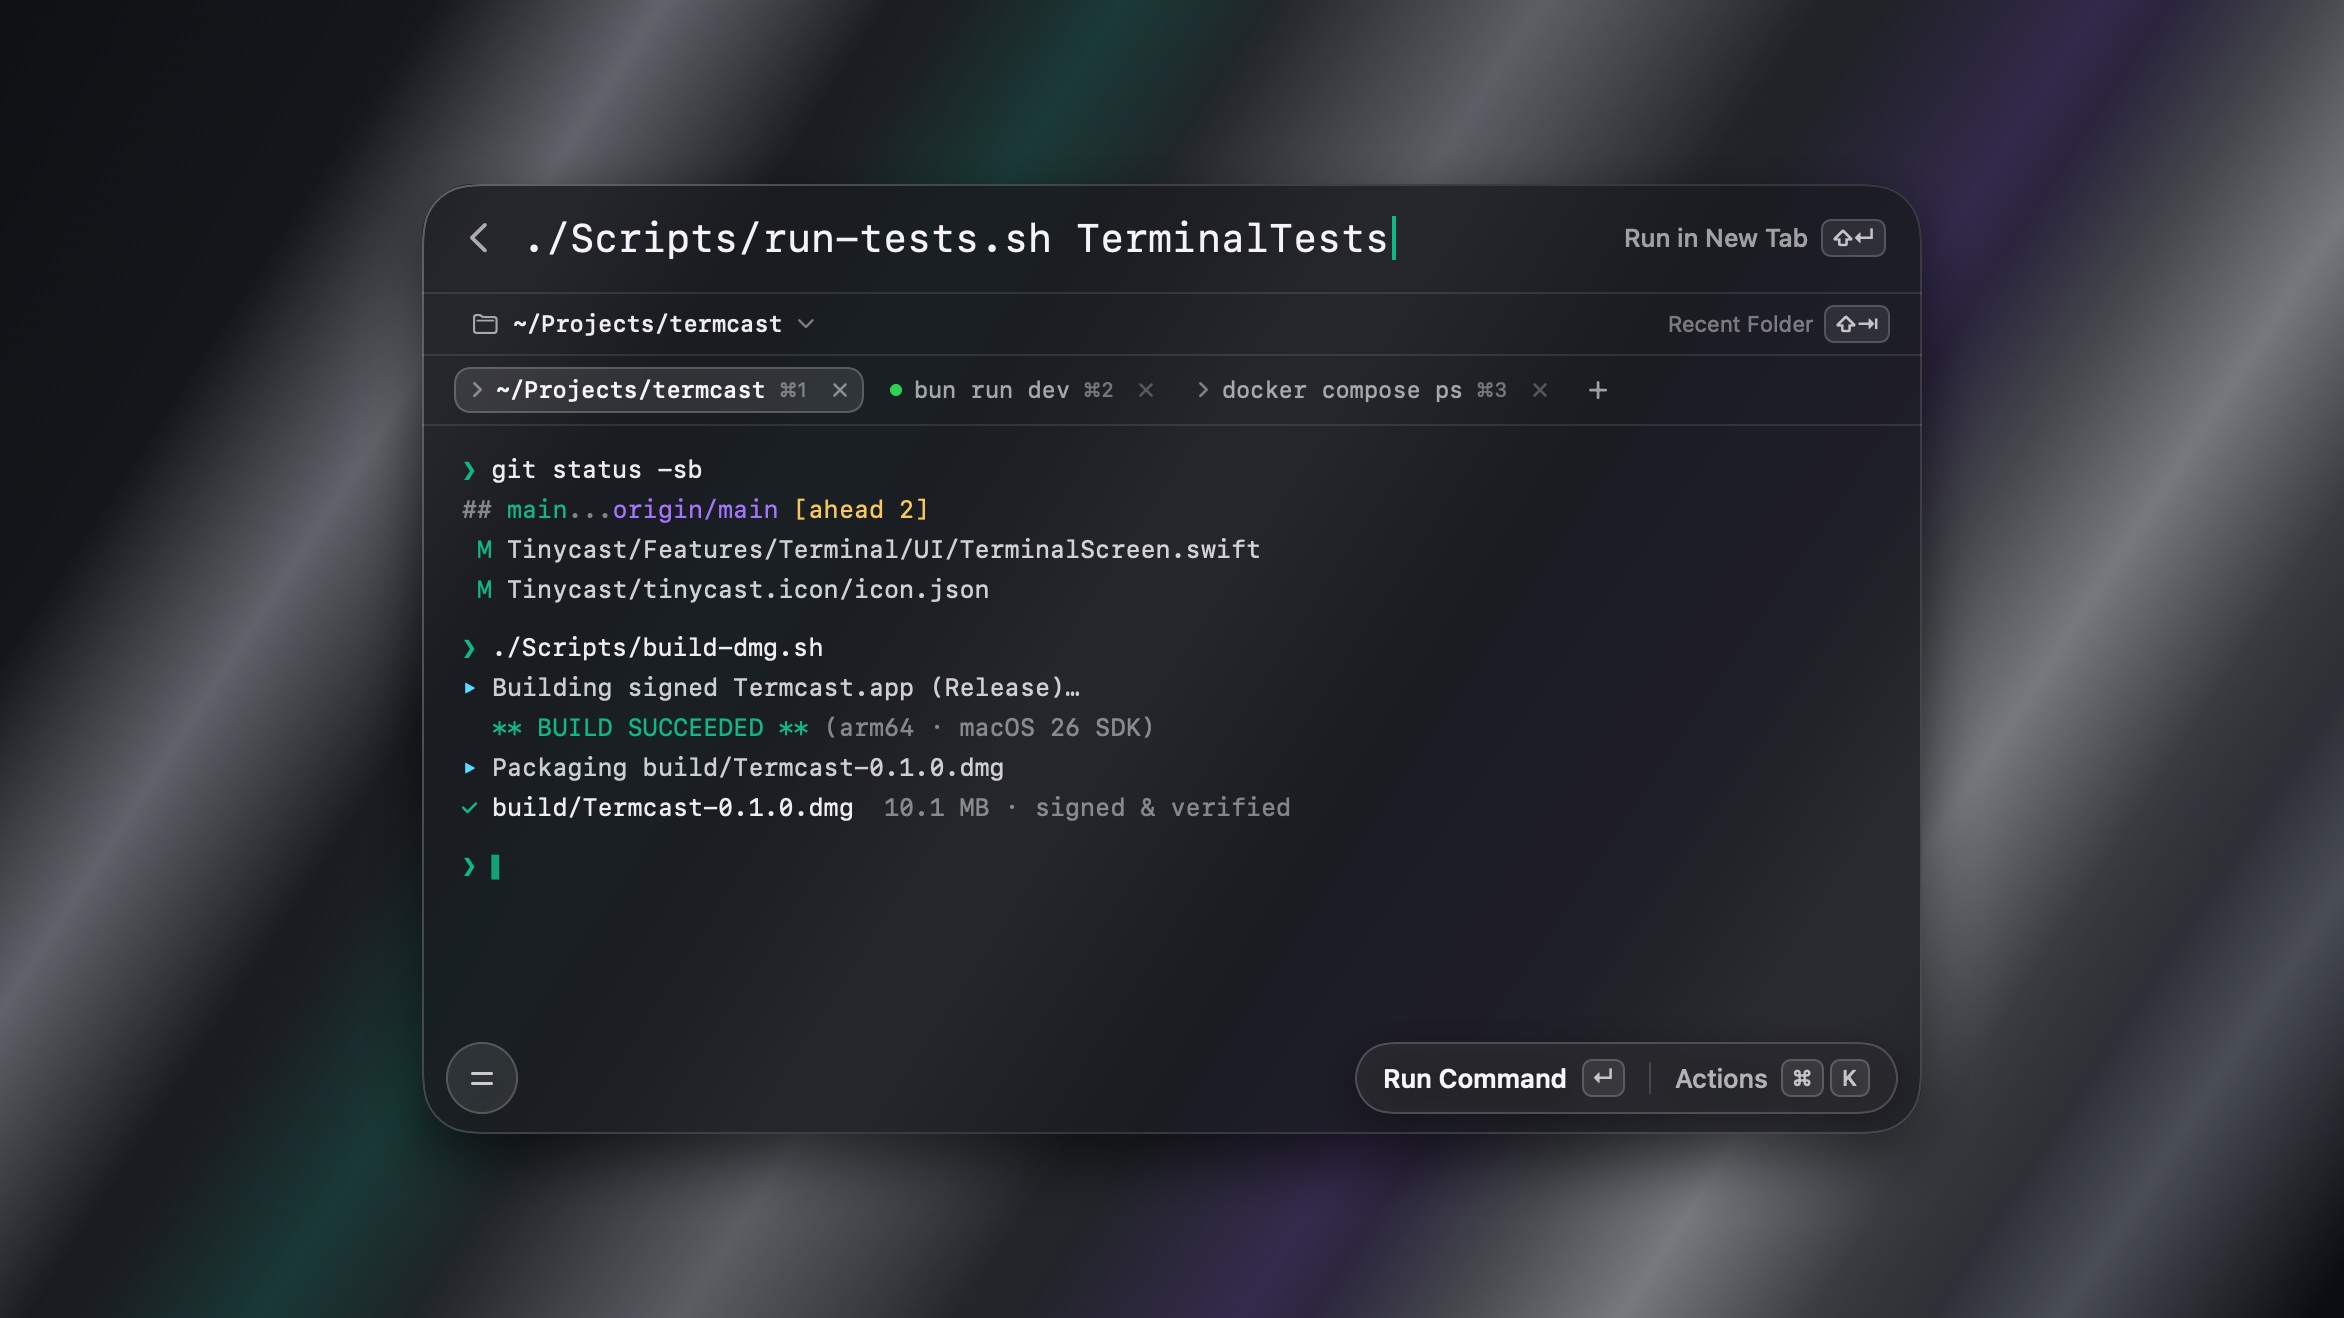 ./Scripts/run-tests.sh TerminalTests Run in New Tab ⇧↵
~/Projects/termcast Recent Folder ⇧⇥
~/Projects/termcast ⌘1 × bun run dev ⌘2 × docker compose ps ⌘3 × +
❯ git status -sb
## main...origin/main [ahead 2]
M Tinycast/Features/Terminal/UI/TerminalScreen.swift
M Tinycast/tinycast.icon/icon.json
❯ ./Scripts/build-dmg.sh
▸ Building signed Termcast.app (Release)…
** BUILD SUCCEEDED ** (arm64 · macOS 26 SDK)
▸ Packaging build/Termcast-0.1.0.dmg
✓ build/Termcast-0.1.0.dmg 10.1 MB · signed & verified
❯
Run Command ↵ Actions ⌘ K